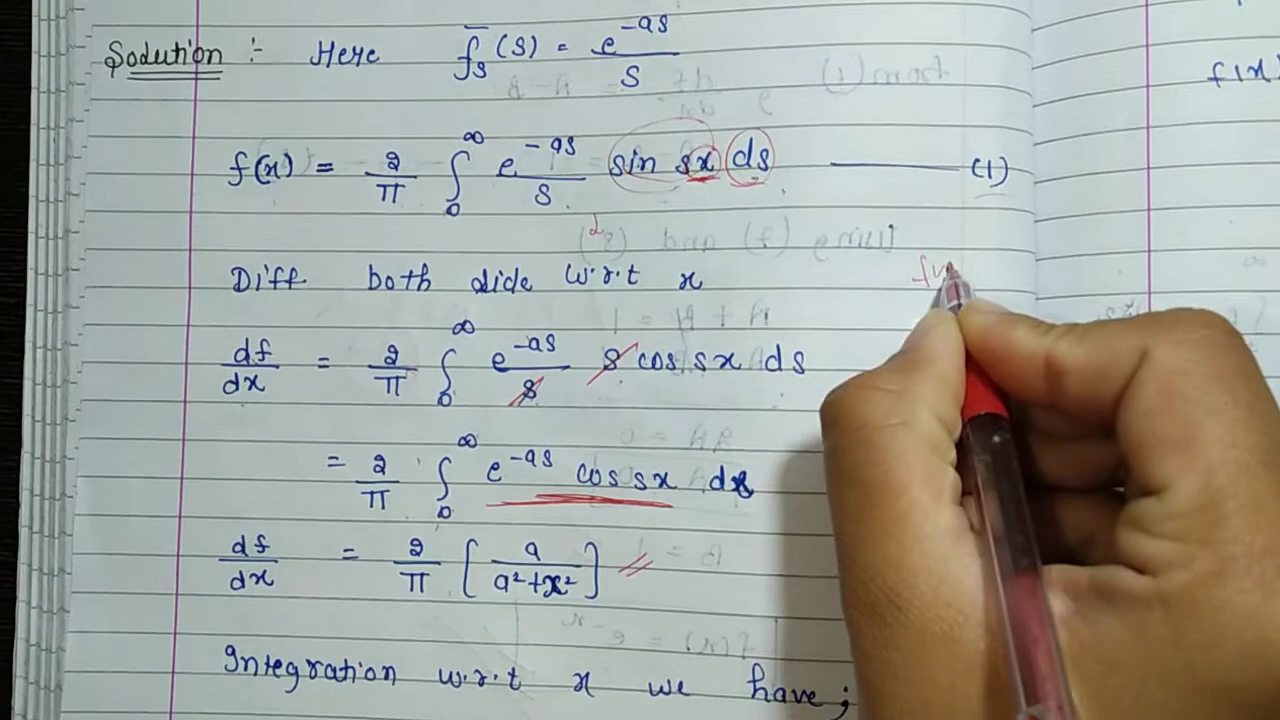 Solution :- Here f̄s(s) = e^-as / s
f(x) = 2/π ∫₀^∞ e^-as / s sin sx ds ——— (1)
Diff both side w.r.t x
df/dx = 2/π ∫₀^∞ e^-as / s s cos sx ds
= 2/π ∫₀^∞ e^-as cos sx ds
df/dx = 2/π [ a / a²+x² ]
Integration w.r.t x we have;
f(x)